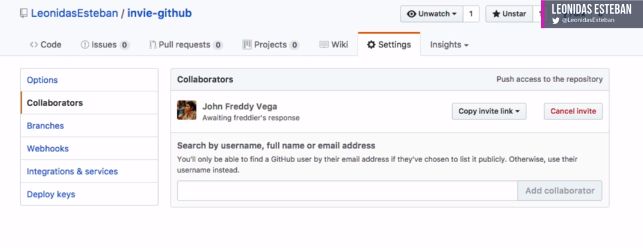 LeonidasEsteban / invie-github
Unwatch 1
Unstar
LEONIDAS ESTEBAN
@LeonidasEsteban
Code
Issues 0
Pull requests 0
Projects 0
Wiki
Settings
Insights
Options
Collaborators
Branches
Webhooks
Integrations & services
Deploy keys
Collaborators
Push access to the repository
John Freddy Vega
Awaiting freddier's response
Copy invite link
Cancel invite
Search by username, full name or email address
You'll only be able to find a GitHub user by their email address if they've chosen to list it publicly. Otherwise, use their
username instead.
Add collaborator